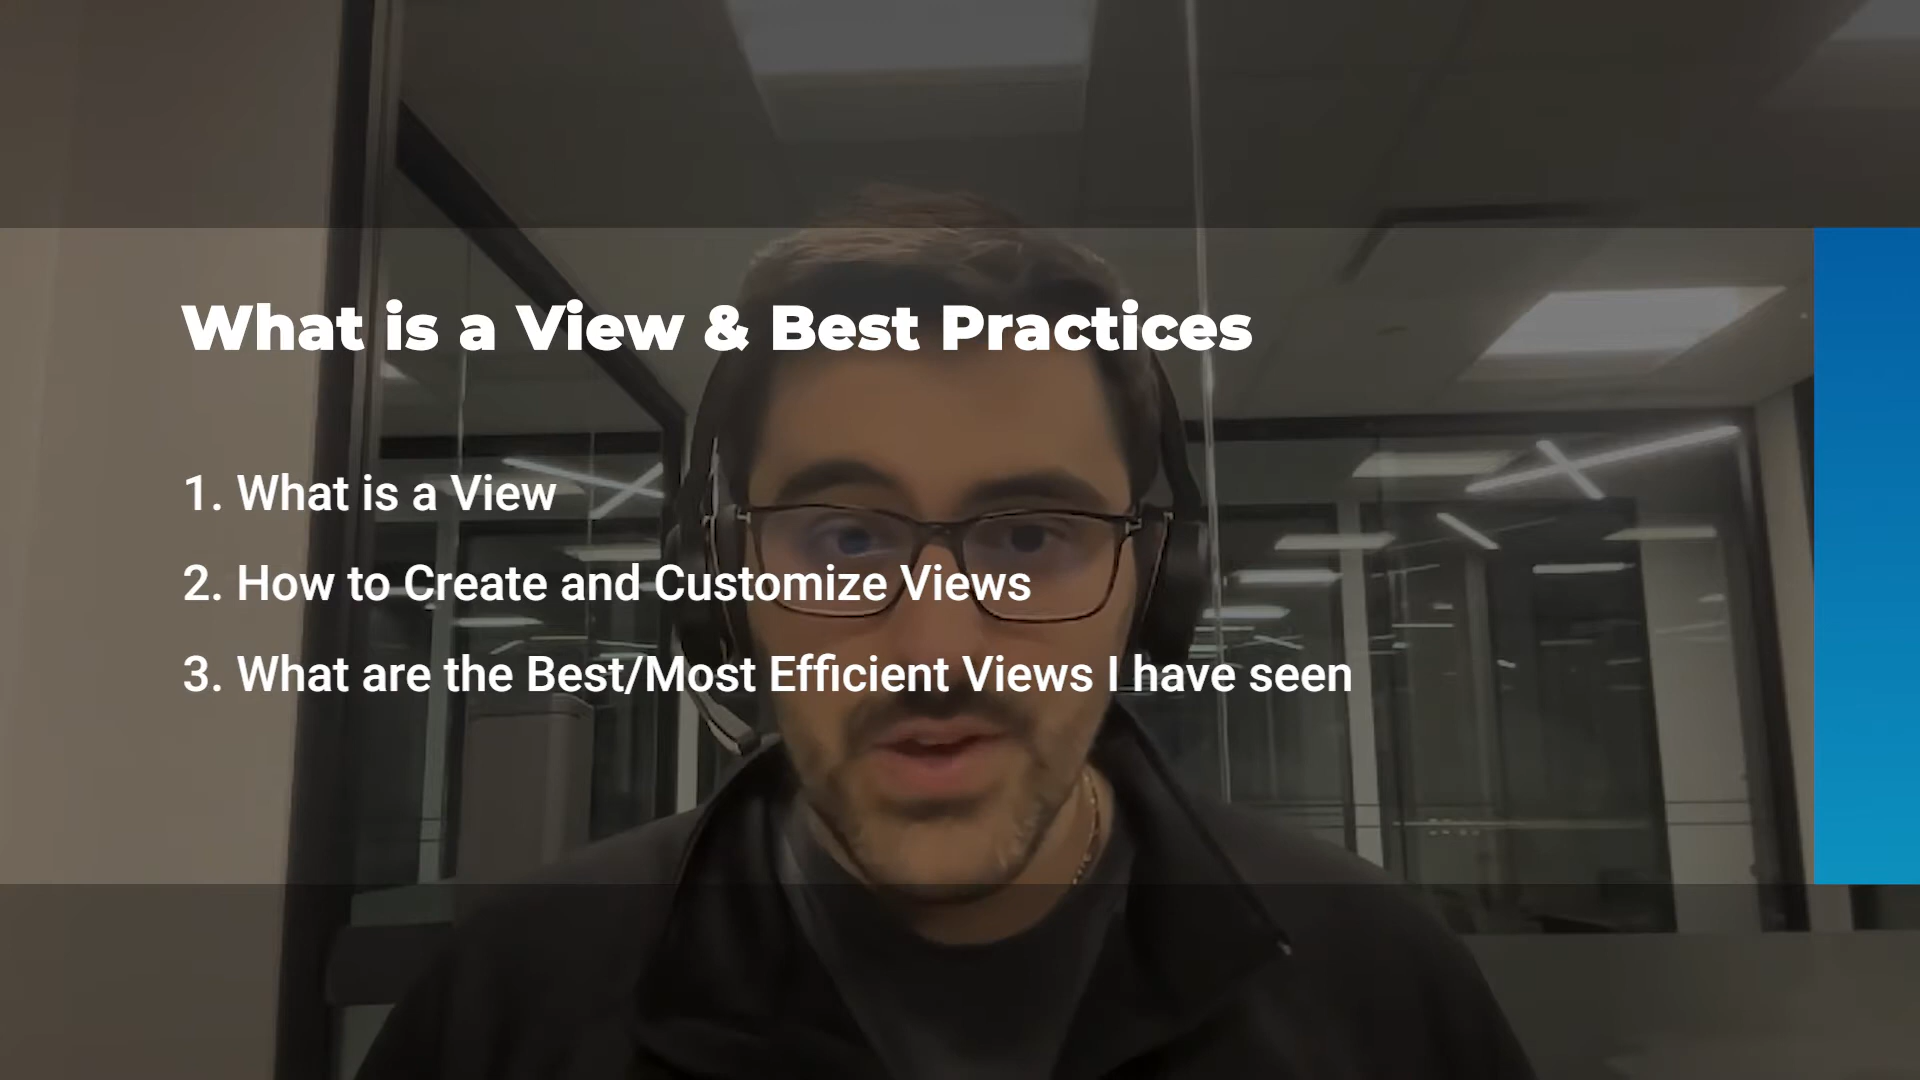 What is a View & Best Practices
1. What is a View
2. How to Create and Customize Views
3. What are the Best/Most Efficient Views I have seen